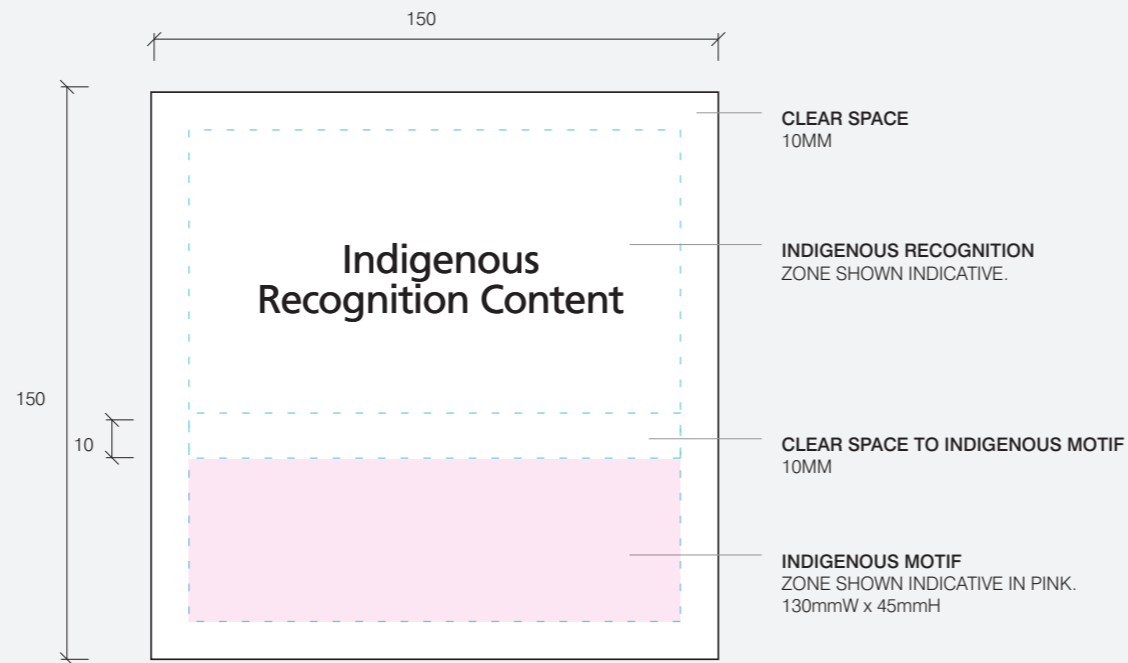 150
CLEAR SPACE
10MM
Indigenous
Recognition Content
INDIGENOUS RECOGNITION
ZONE SHOWN INDICATIVE.
150
10
CLEAR SPACE TO INDIGENOUS MOTIF
10MM
INDIGENOUS MOTIF
ZONE SHOWN INDICATIVE IN PINK.
130mmW x 45mmH